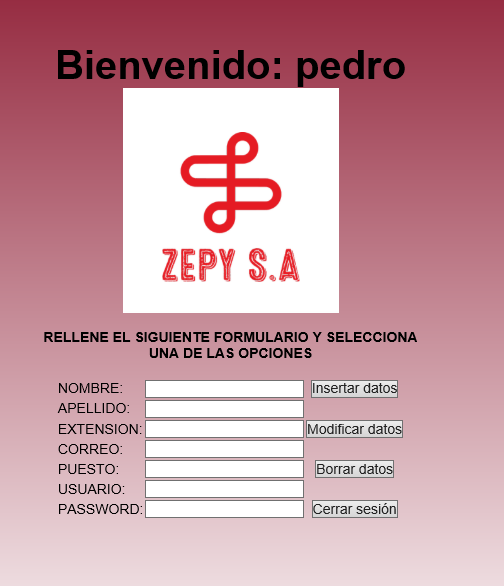 Bienvenido: pedro
ZEPY S.A
RELLENE EL SIGUIENTE FORMULARIO Y SELECCIONA
UNA DE LAS OPCIONES
NOMBRE: Insertar datos
APELLIDO:
EXTENSION: Modificar datos
CORREO:
PUESTO: Borrar datos
USUARIO:
PASSWORD: Cerrar sesión